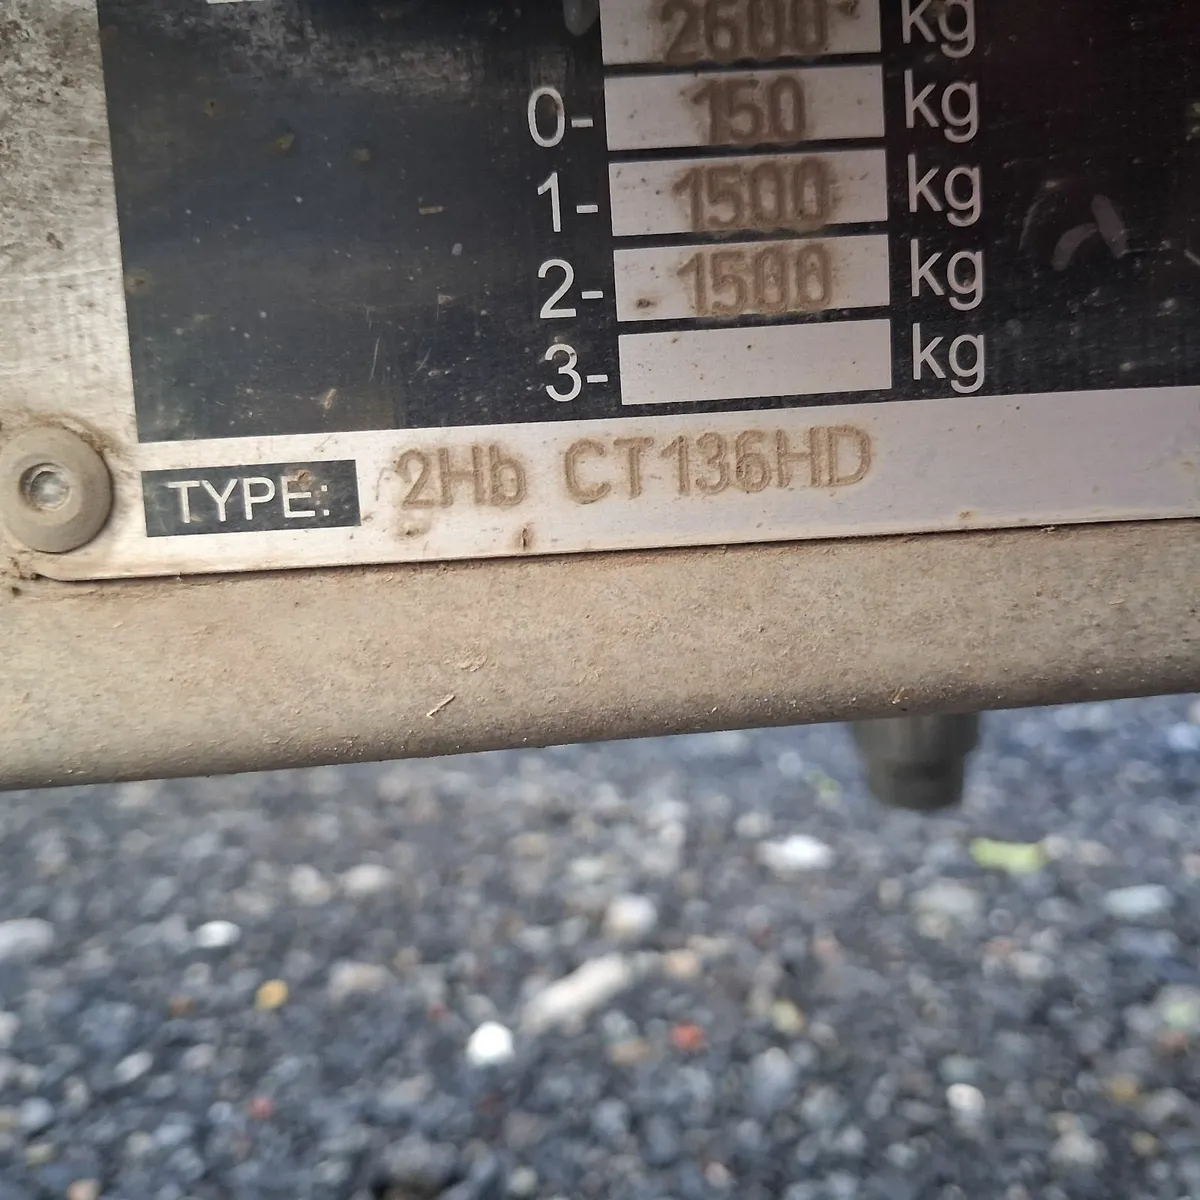 2600 kg
0- 150 kg
1- 1500 kg
2- 1500 kg
3- kg
TYPE: 2Hb CT136HD